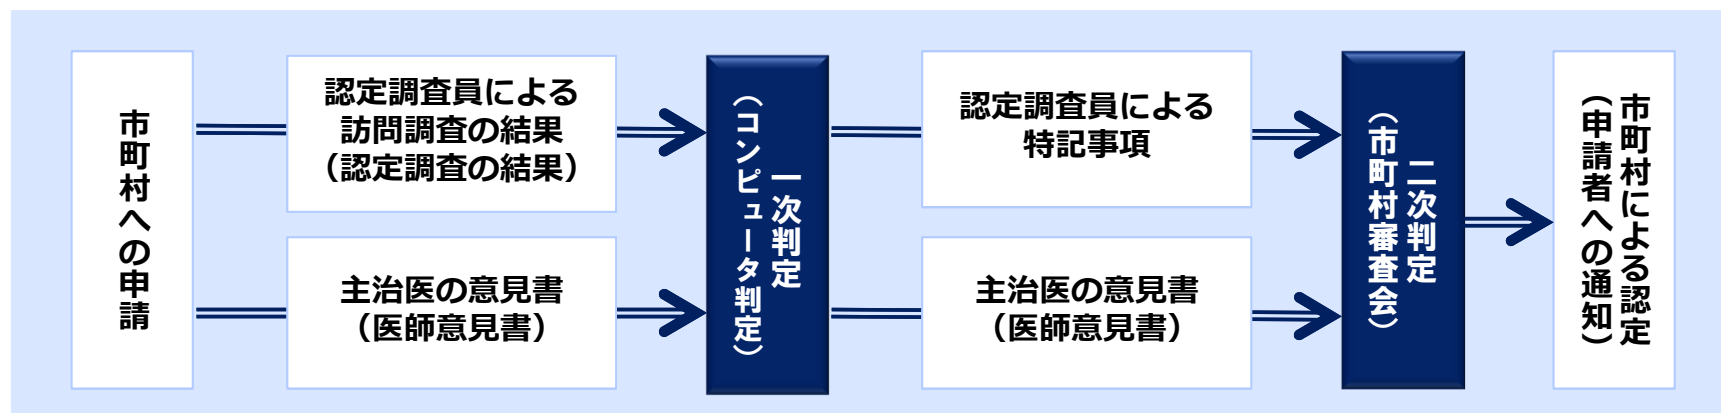 市町村への申請
認定調査員による
訪問調査の結果
（認定調査の結果）
主治医の意見書
（医師意見書）
一次判定
（コンピュータ判定）
認定調査員による
特記事項
主治医の意見書
（医師意見書）
二次判定
（市町村審査会）
市町村による認定
（申請者への通知）